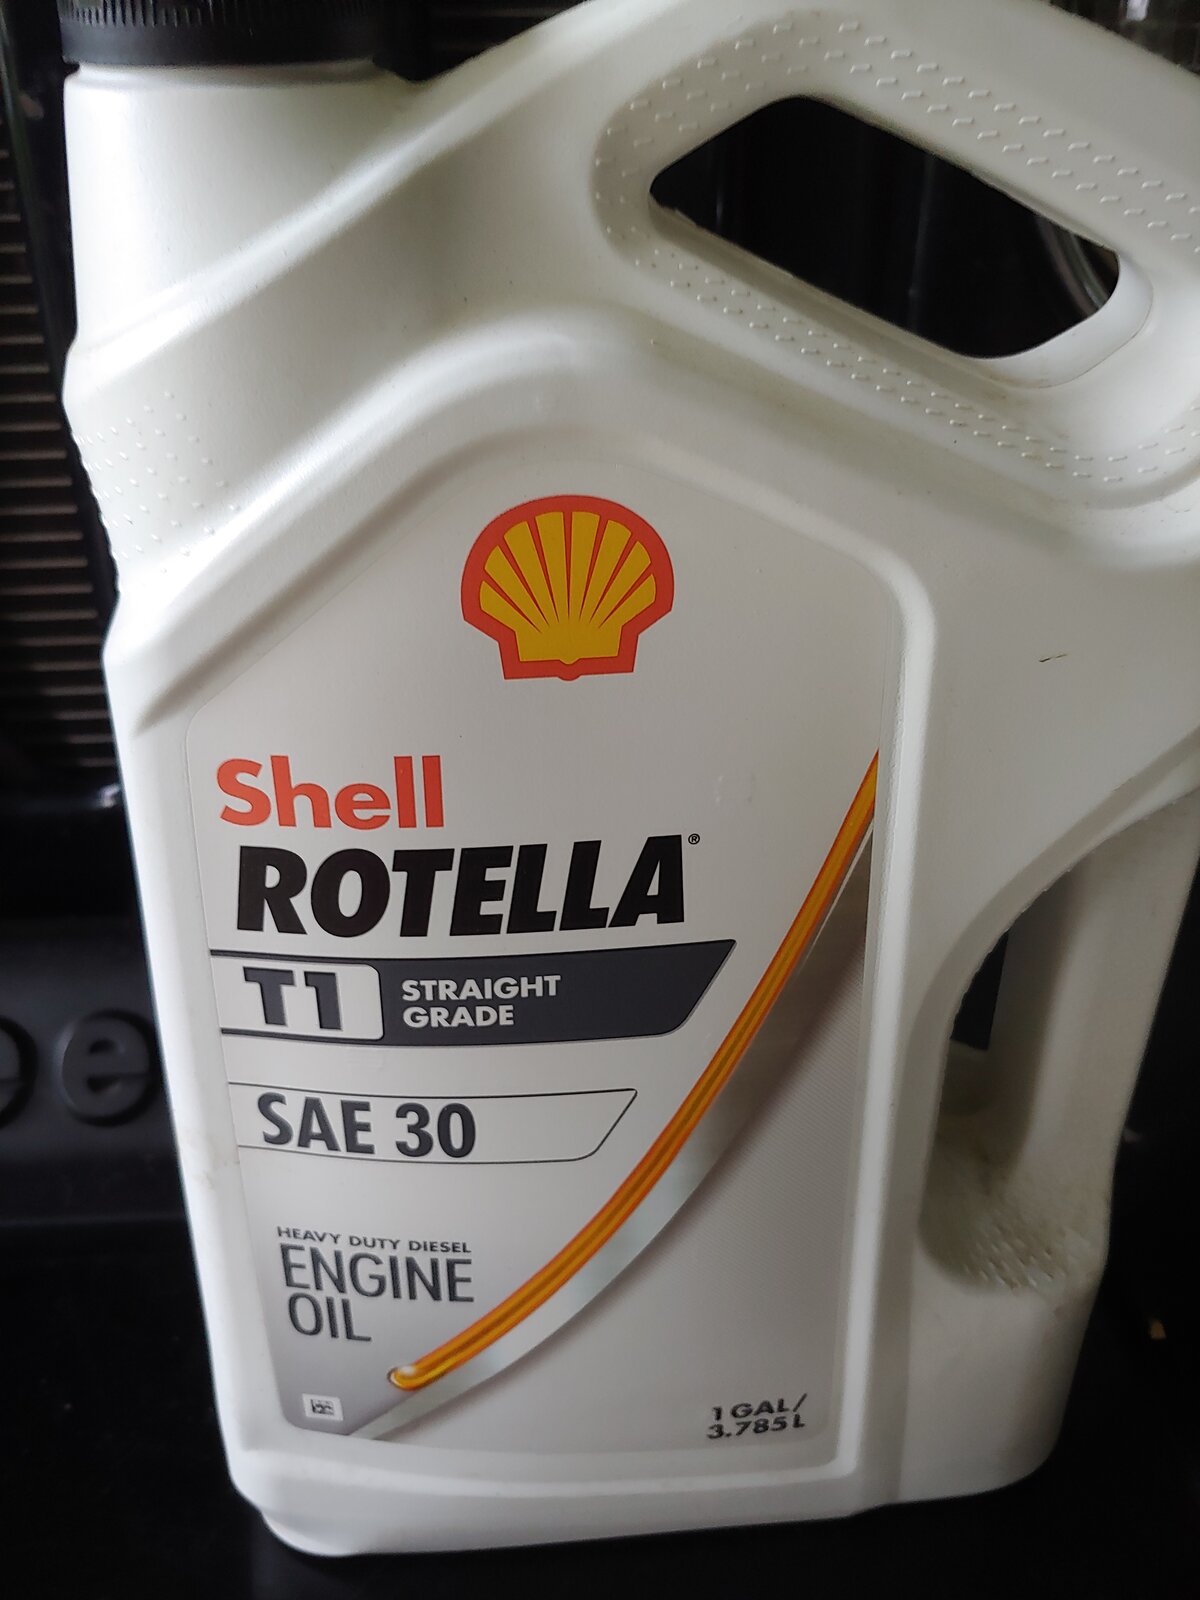 Shell
ROTELLA®
T1 STRAIGHT
GRADE
SAE 30
HEAVY DUTY DIESEL
ENGINE
OIL
1 GAL/
3.785 L